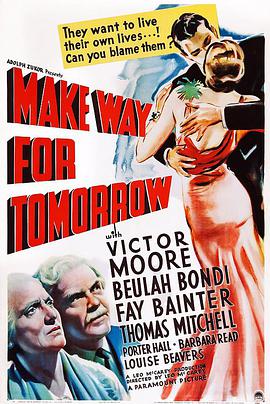 They want to live
their own lives...!
Can you blame them?
ADOLPH ZUKOR Presents
MAKE WAY
FOR
TOMORROW
with
VICTOR
MOORE
BEULAH BONDI
FAY BAINTER
THOMAS MITCHELL
PORTER HALL • BARBARA READ
LOUISE BEAVERS
A LEO McCAREY PRODUCTION
DIRECTED BY LEO McCAREY
A PARAMOUNT PICTURE